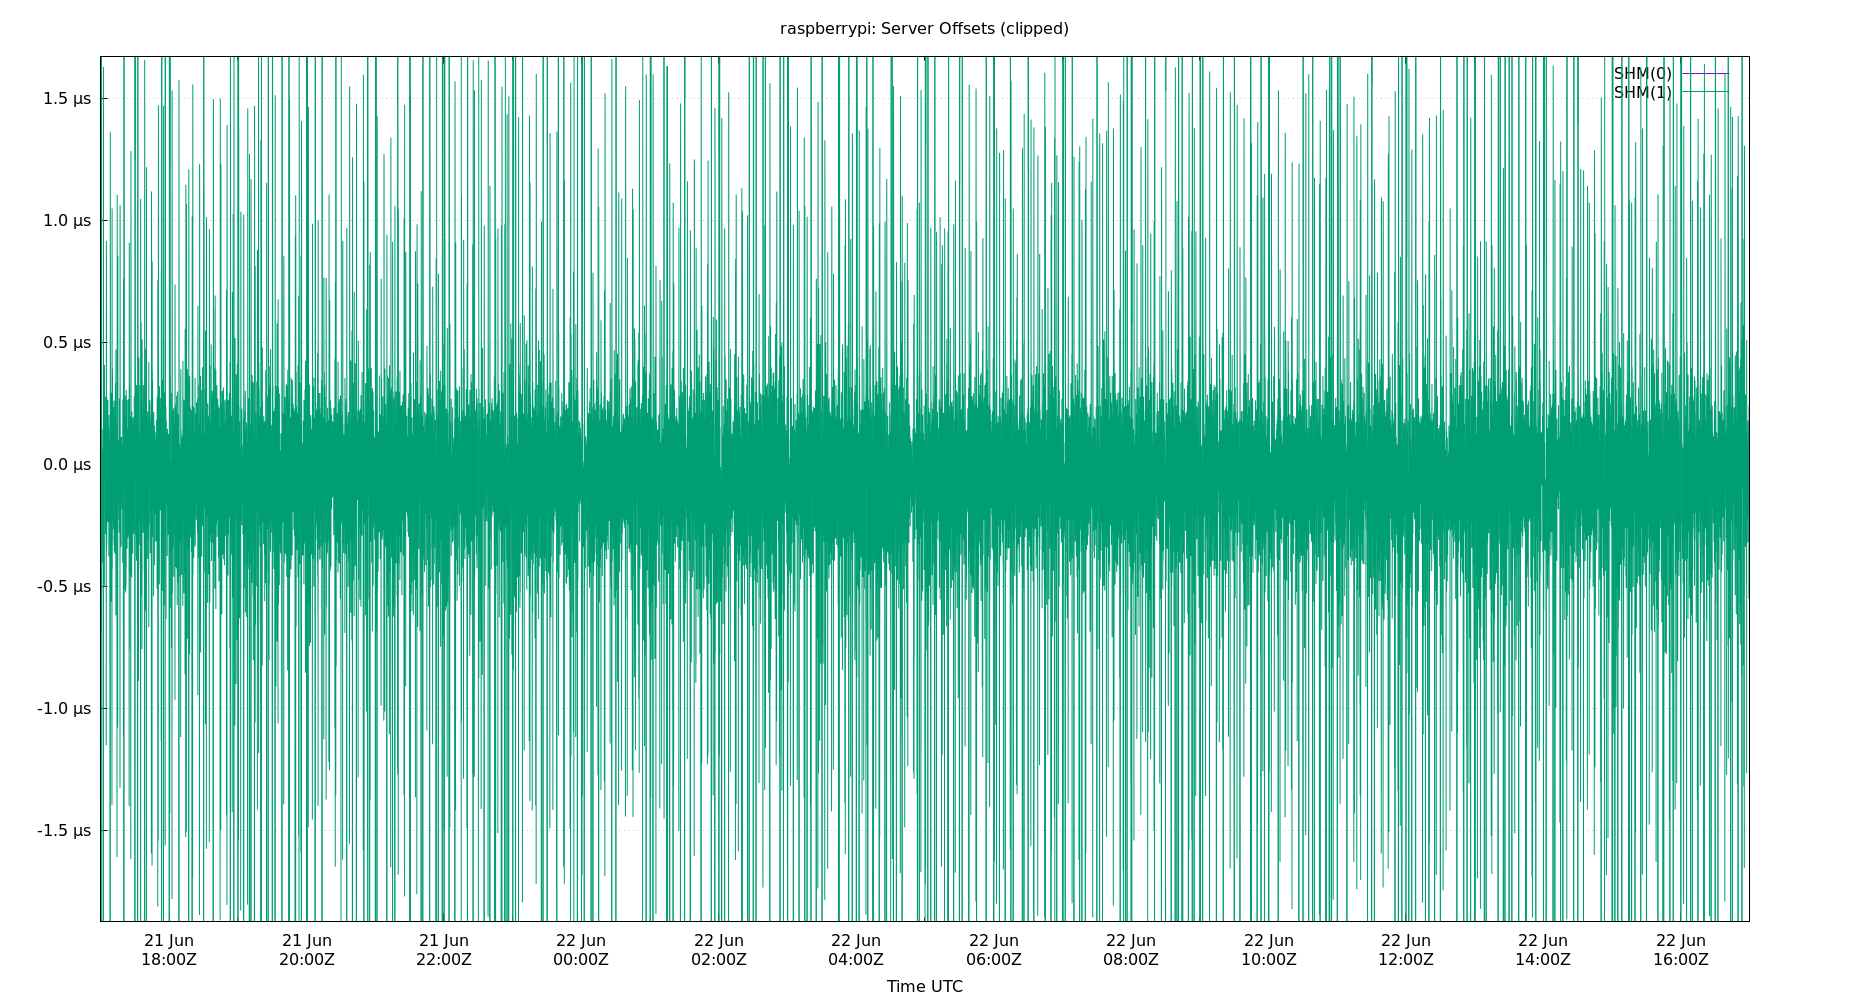 raspberrypi: Server Offsets (clipped)
SHM(0)
SHM(1)
1.5 µs
1.0 µs
0.5 µs
0.0 µs
-0.5 µs
-1.0 µs
-1.5 µs
21 Jun 21 Jun 21 Jun 22 Jun 22 Jun 22 Jun 22 Jun 22 Jun 22 Jun 22 Jun 22 Jun 22 Jun
18:00Z 20:00Z 22:00Z 00:00Z 02:00Z 04:00Z 06:00Z 08:00Z 10:00Z 12:00Z 14:00Z 16:00Z
Time UTC